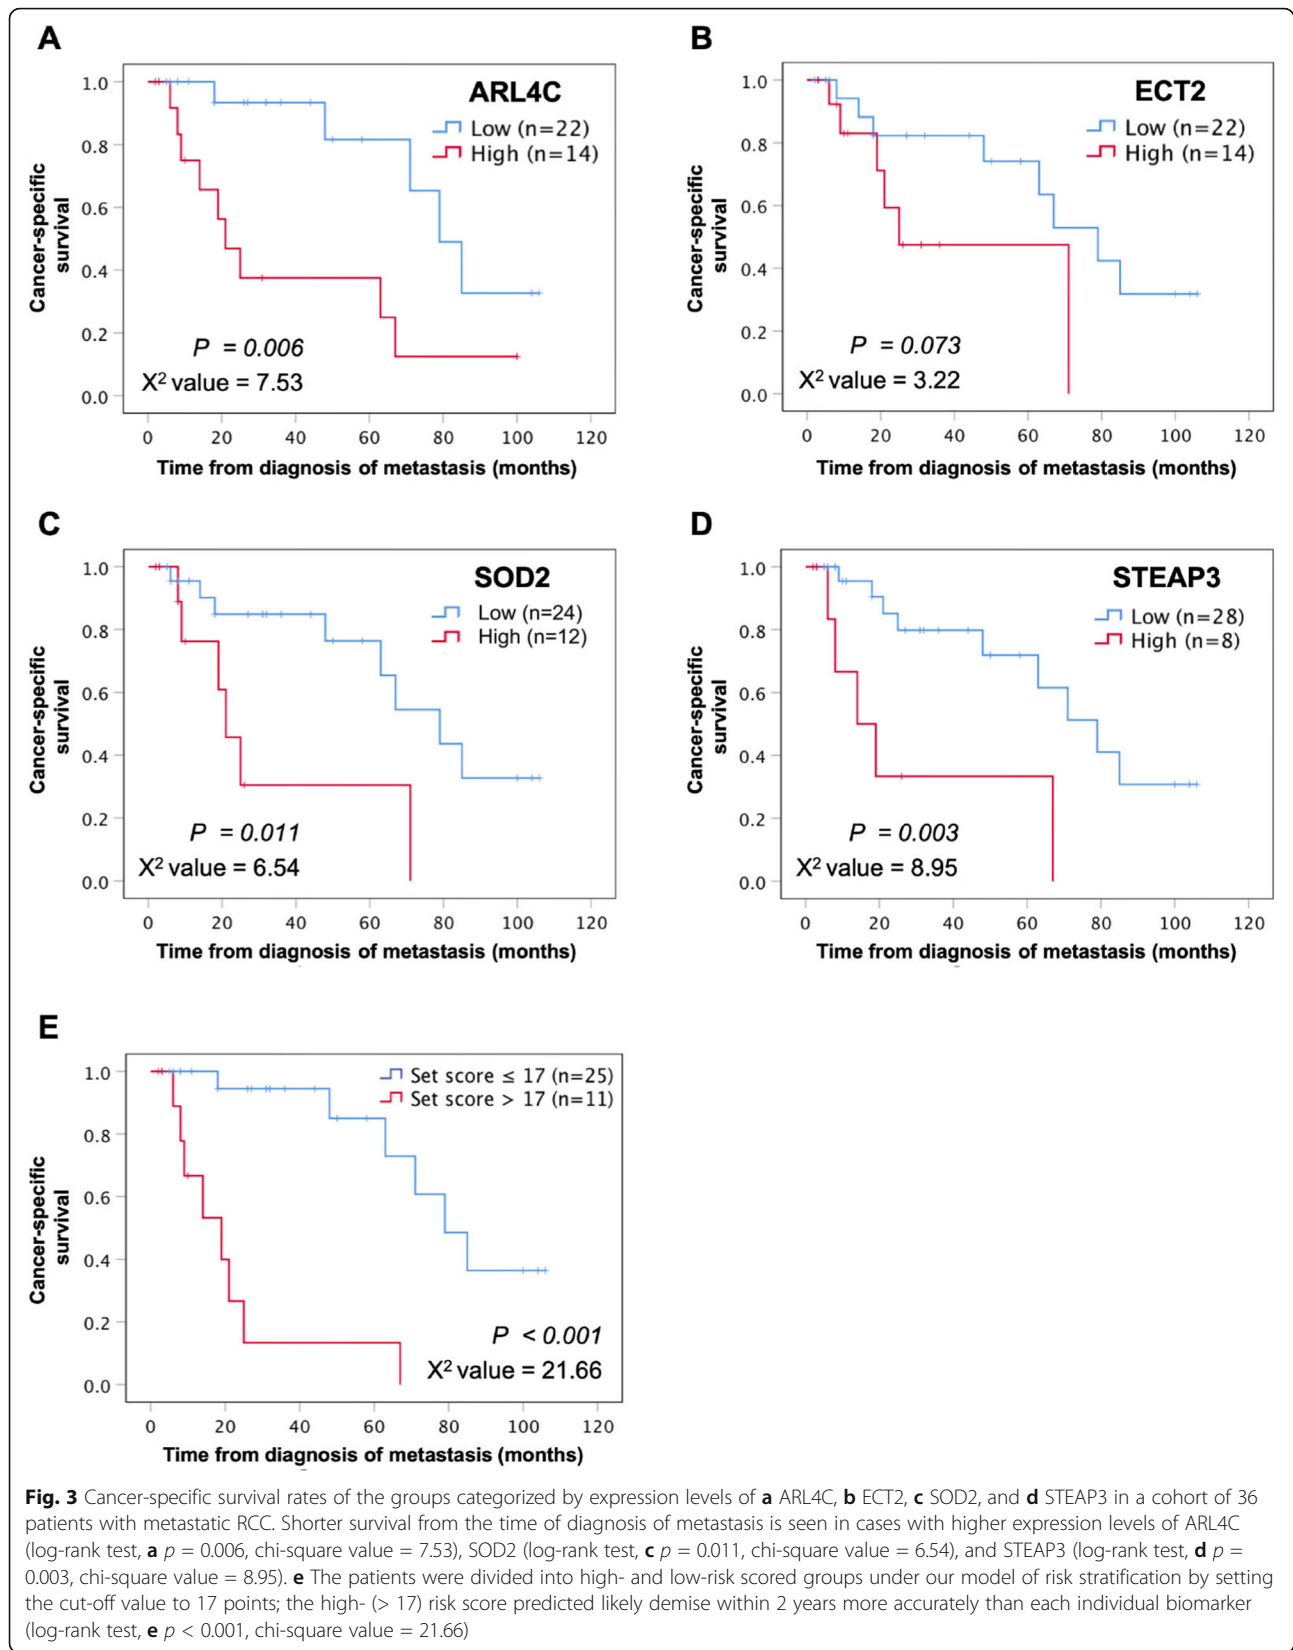 A
ARL4C
Low (n=22)
High (n=14)
Cancer-specific
survival
1.0
0.8
0.6
0.4
0.2
0.0
P = 0.006
X² value = 7.53
0 20 40 60 80 100 120
Time from diagnosis of metastasis (months)
B
ECT2
Low (n=22)
High (n=14)
Cancer-specific
survival
1.0
0.8
0.6
0.4
0.2
0.0
P = 0.073
X² value = 3.22
0 20 40 60 80 100 120
Time from diagnosis of metastasis (months)
C
SOD2
Low (n=24)
High (n=12)
Cancer-specific
survival
1.0
0.8
0.6
0.4
0.2
0.0
P = 0.011
X² value = 6.54
0 20 40 60 80 100 120
Time from diagnosis of metastasis (months)
D
STEAP3
Low (n=28)
High (n=8)
Cancer-specific
survival
1.0
0.8
0.6
0.4
0.2
0.0
P = 0.003
X² value = 8.95
0 20 40 60 80 100 120
Time from diagnosis of metastasis (months)
E
Set score ≤ 17 (n=25)
Set score > 17 (n=11)
Cancer-specific
survival
1.0
0.8
0.6
0.4
0.2
0.0
P < 0.001
X² value = 21.66
0 20 40 60 80 100 120
Time from diagnosis of metastasis (months)
Fig. 3 Cancer-specific survival rates of the groups categorized by expression levels of a ARL4C, b ECT2, c SOD2, and d STEAP3 in a cohort of 36
patients with metastatic RCC. Shorter survival from the time of diagnosis of metastasis is seen in cases with higher expression levels of ARL4C
(log-rank test, a p = 0.006, chi-square value = 7.53), SOD2 (log-rank test, c p = 0.011, chi-square value = 6.54), and STEAP3 (log-rank test, d p =
0.003, chi-square value = 8.95). e The patients were divided into high- and low-risk scored groups under our model of risk stratification by setting
the cut-off value to 17 points; the high- (> 17) risk score predicted likely demise within 2 years more accurately than each individual biomarker
(log-rank test, e p < 0.001, chi-square value = 21.66)